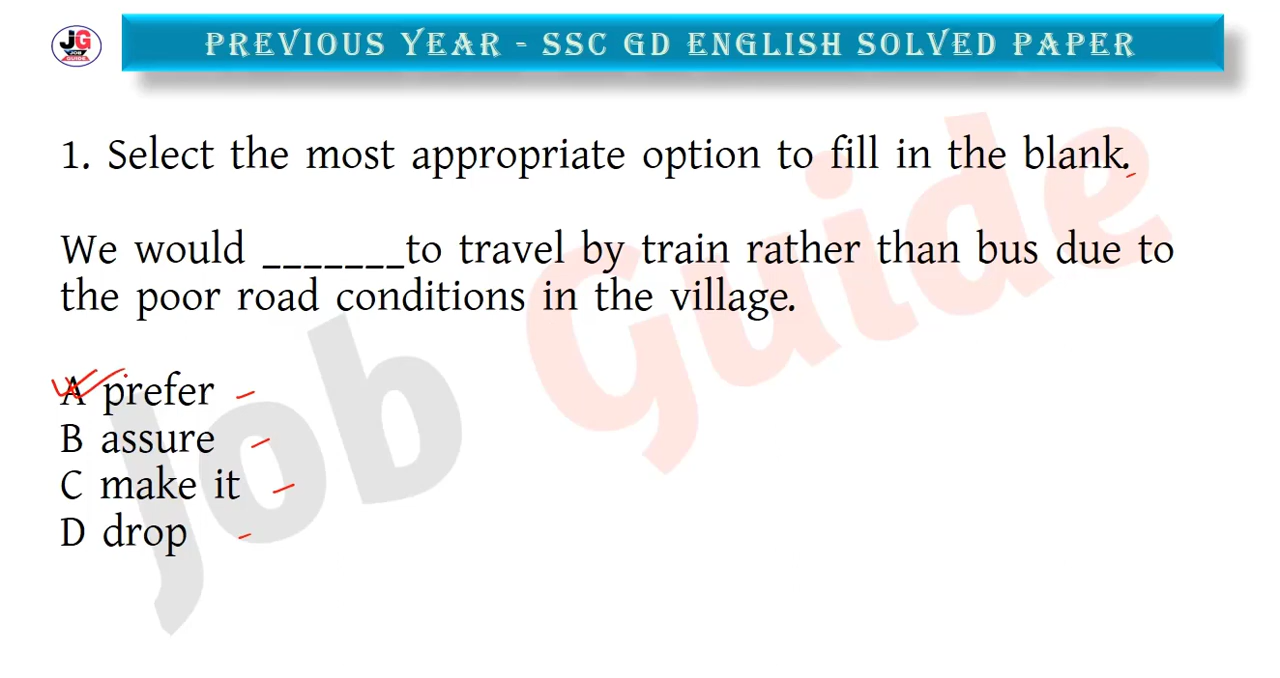 JG
JOB
GUIDE
PREVIOUS YEAR - SSC GD ENGLISH SOLVED PAPER
1. Select the most appropriate option to fill in the blank.
We would _______to travel by train rather than bus due to
the poor road conditions in the village.
A prefer
B assure
C make it
D drop
Job Guide